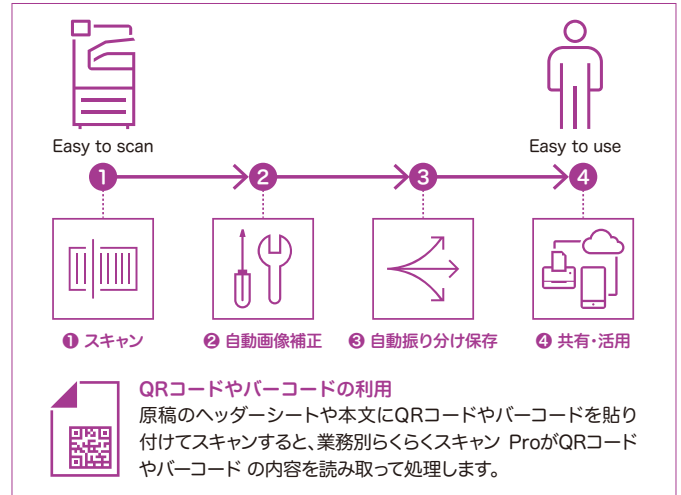 Easy to scan
Easy to use
1 2 3 4
❶ スキャン
❷ 自動画像補正
❸ 自動振り分け保存
❹ 共有・活用
QRコードやバーコードの利用
原稿のヘッダーシートや本文にQRコードやバーコードを貼り
付けてスキャンすると、業務別らくらくスキャン ProがQRコード
やバーコード の内容を読み取って処理します。